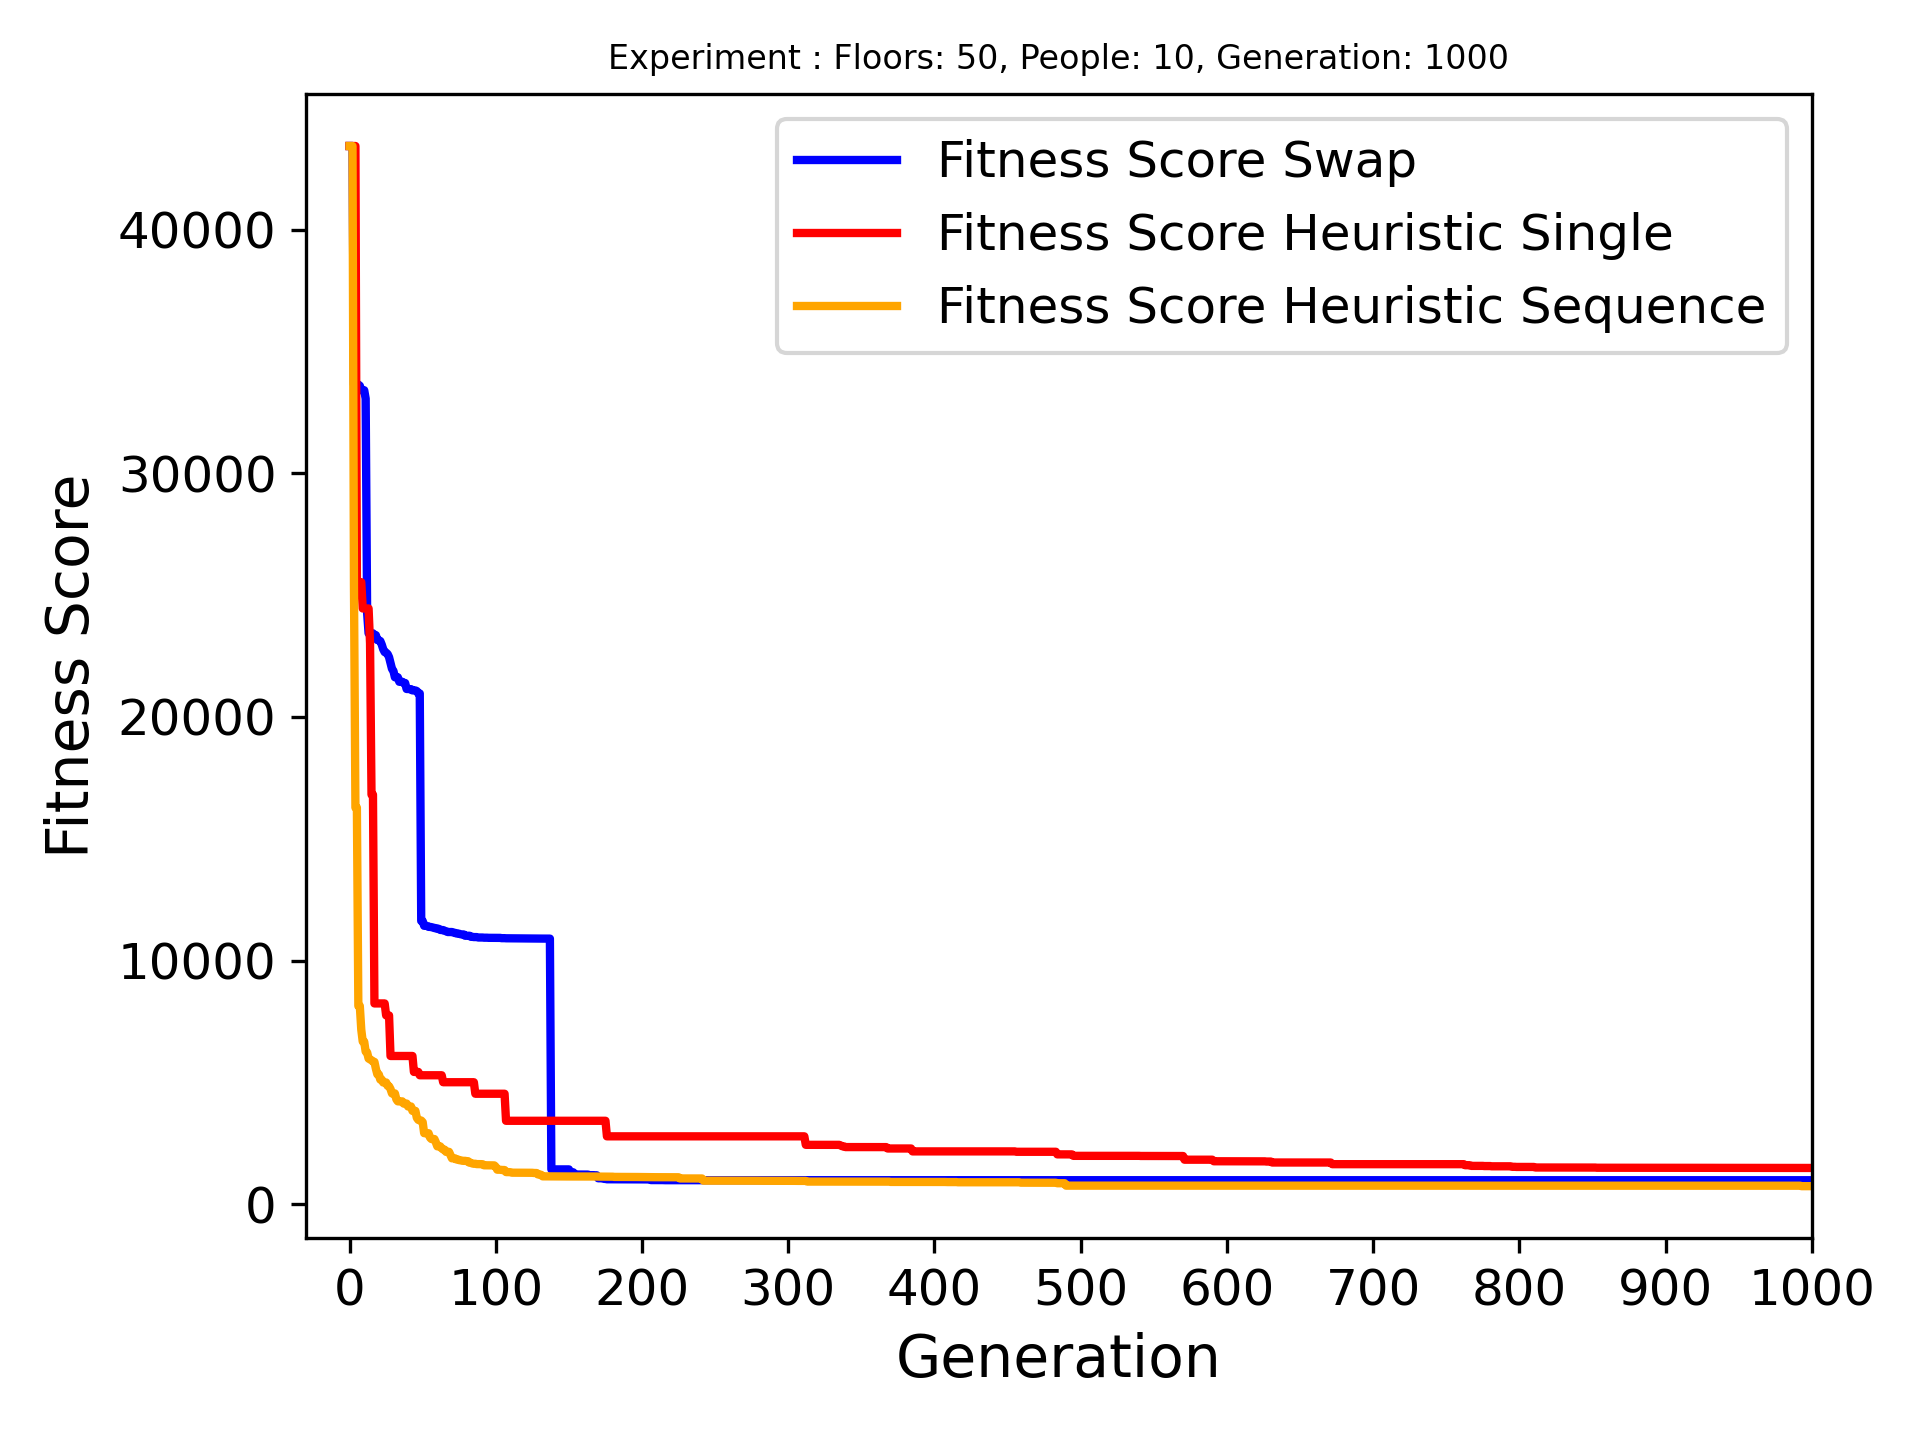 Experiment : Floors: 50, People: 10, Generation: 1000
Fitness Score Swap
Fitness Score Heuristic Single
Fitness Score Heuristic Sequence
40000
30000
20000
10000
0
Fitness Score
0 100 200 300 400 500 600 700 800 900 1000
Generation